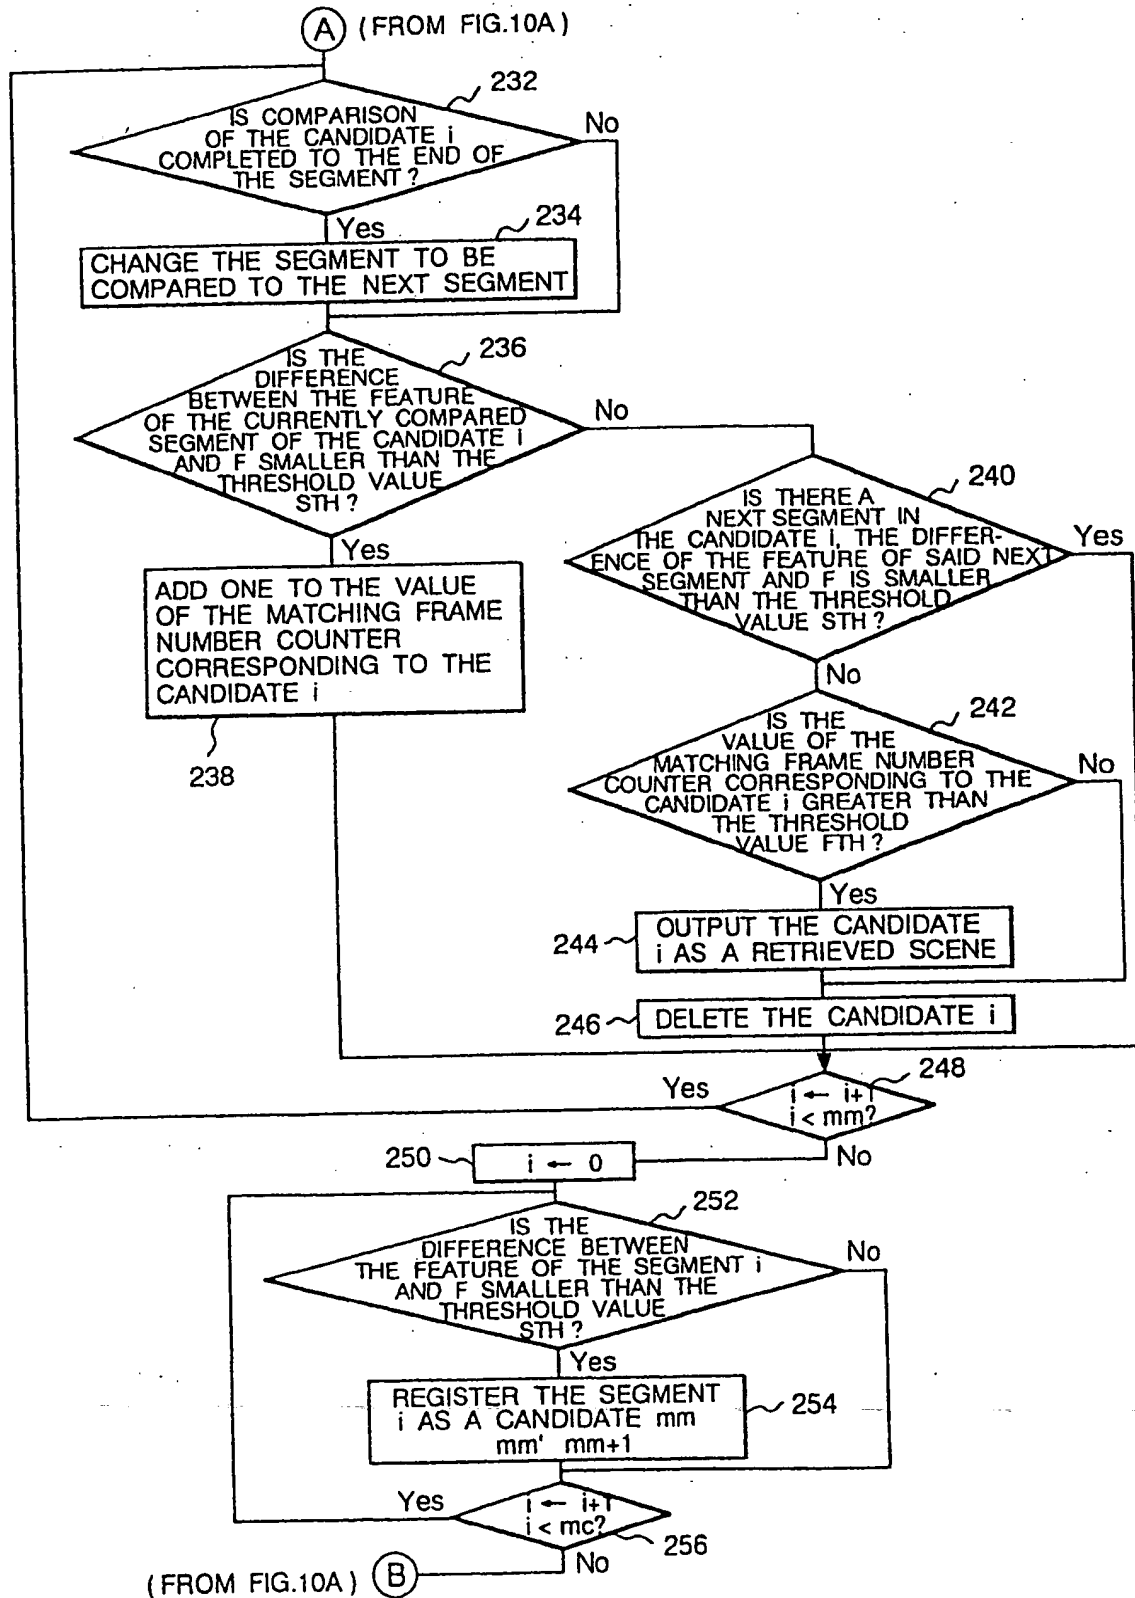 A (FROM FIG.10A)
232
IS COMPARISON
OF THE CANDIDATE i
COMPLETED TO THE END OF
THE SEGMENT?
No
Yes
234
CHANGE THE SEGMENT TO BE
COMPARED TO THE NEXT SEGMENT
236
IS THE
DIFFERENCE
BETWEEN THE FEATURE
OF THE CURRENTLY COMPARED
SEGMENT OF THE CANDIDATE i
AND F SMALLER THAN THE
THRESHOLD VALUE
STH?
No
Yes
ADD ONE TO THE VALUE
OF THE MATCHING FRAME
NUMBER COUNTER
CORRESPONDING TO THE
CANDIDATE i
238
240
IS THERE A
NEXT SEGMENT IN
THE CANDIDATE i, THE DIFFER-
ENCE OF THE FEATURE OF SAID NEXT
SEGMENT AND F IS SMALLER
THAN THE THRESHOLD
VALUE STH?
Yes
No
242
IS THE
VALUE OF THE
MATCHING FRAME NUMBER
COUNTER CORRESPONDING TO THE
CANDIDATE i GREATER THAN
THE THRESHOLD
VALUE FTH?
No
Yes
244
OUTPUT THE CANDIDATE
i AS A RETRIEVED SCENE
246
DELETE THE CANDIDATE i
248
i ← i+1
i < mm?
Yes
No
250
i ← 0
252
IS THE
DIFFERENCE BETWEEN
THE FEATURE OF THE SEGMENT i
AND F SMALLER THAN THE
THRESHOLD VALUE
STH?
No
Yes
REGISTER THE SEGMENT
i AS A CANDIDATE mm
mm' mm+1
254
i ← i+1
i < mc?
Yes
256
No
(FROM FIG.10A) B